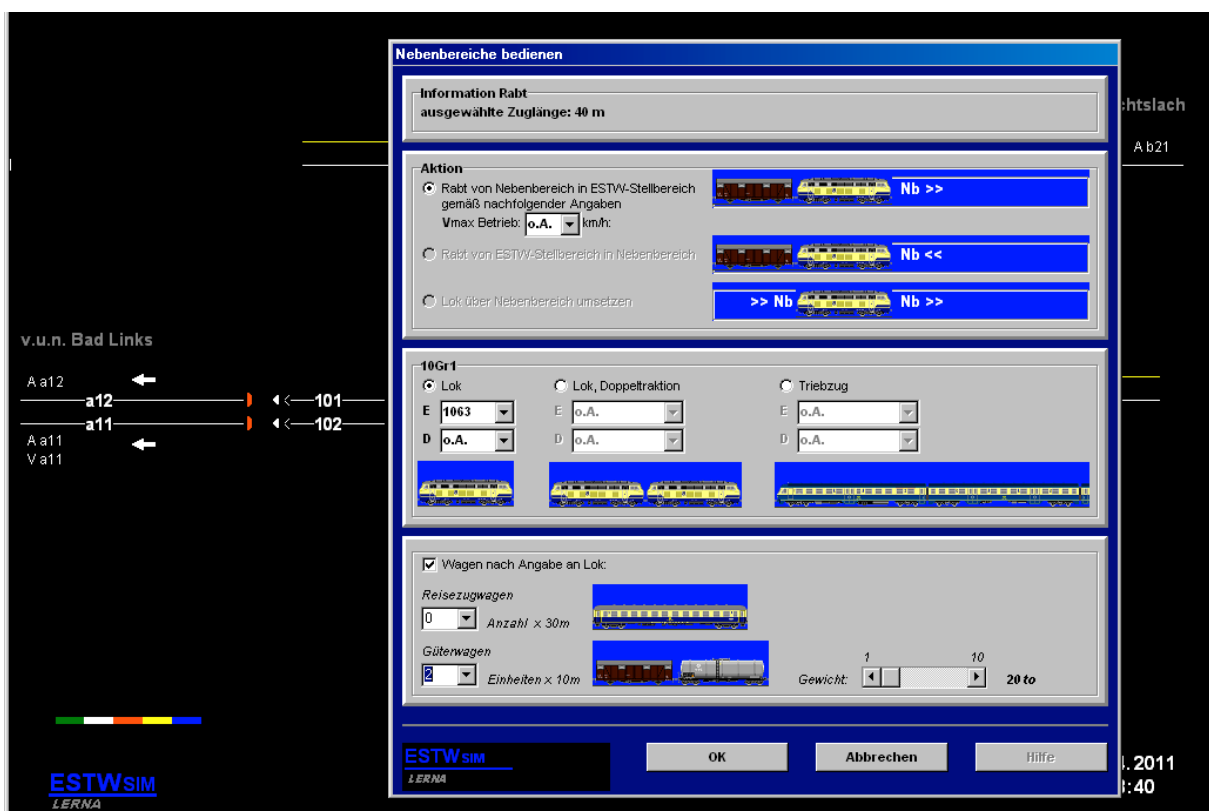 Nebenbereiche bedienen
Information Rabt
ausgewählte Zuglänge: 40 m
Aktion
Rabt von Nebenbereich in ESTW-Stellbereich
gemäß nachfolgender Angaben
Vmax Betrieb: o.A. km/h:
Nb >>
Rabt von ESTW-Stellbereich in Nebenbereich
Nb <<
Lok über Nebenbereich umsetzen
>> Nb Nb >>
10Gr1
Lok Lok, Doppeltraktion Triebzug
E 1063 E o.A. E o.A.
D o.A. D o.A. D o.A.
Wagen nach Angabe an Lok:
Reisezugwagen
0 Anzahl x 30m
Güterwagen
2 Einheiten x 10m
Gewicht: 1 10 20 to
ESTWSIM
LERNA
OK Abbrechen Hilfe
htslach
A b21
v.u.n. Bad Links
A a12
a12 101
a11 102
A a11
V a11
ESTWSIM
LERNA
.2011
:40